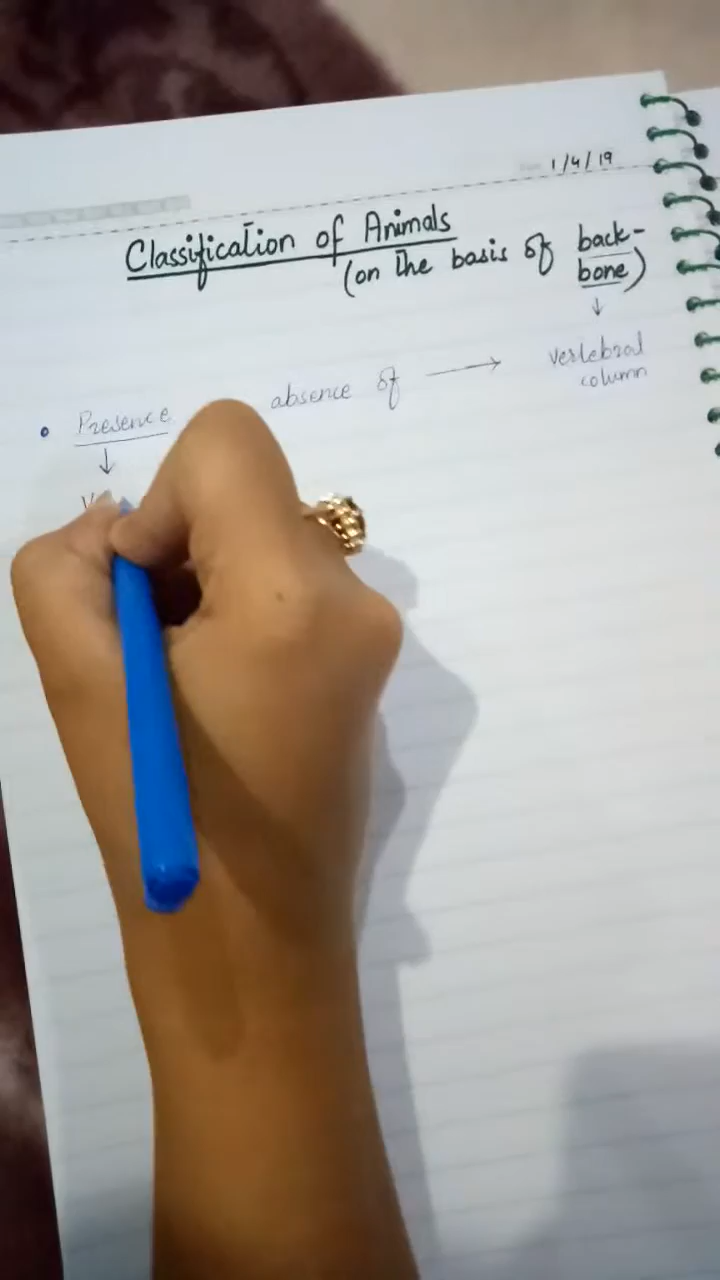 1/4/19
Classification of Animals
(on the basis of back-
bone)
↓
• Presence absence of → vertebral
column
↓
V